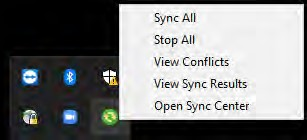 Sync All
Stop All
View Conflicts
View Sync Results
Open Sync Center